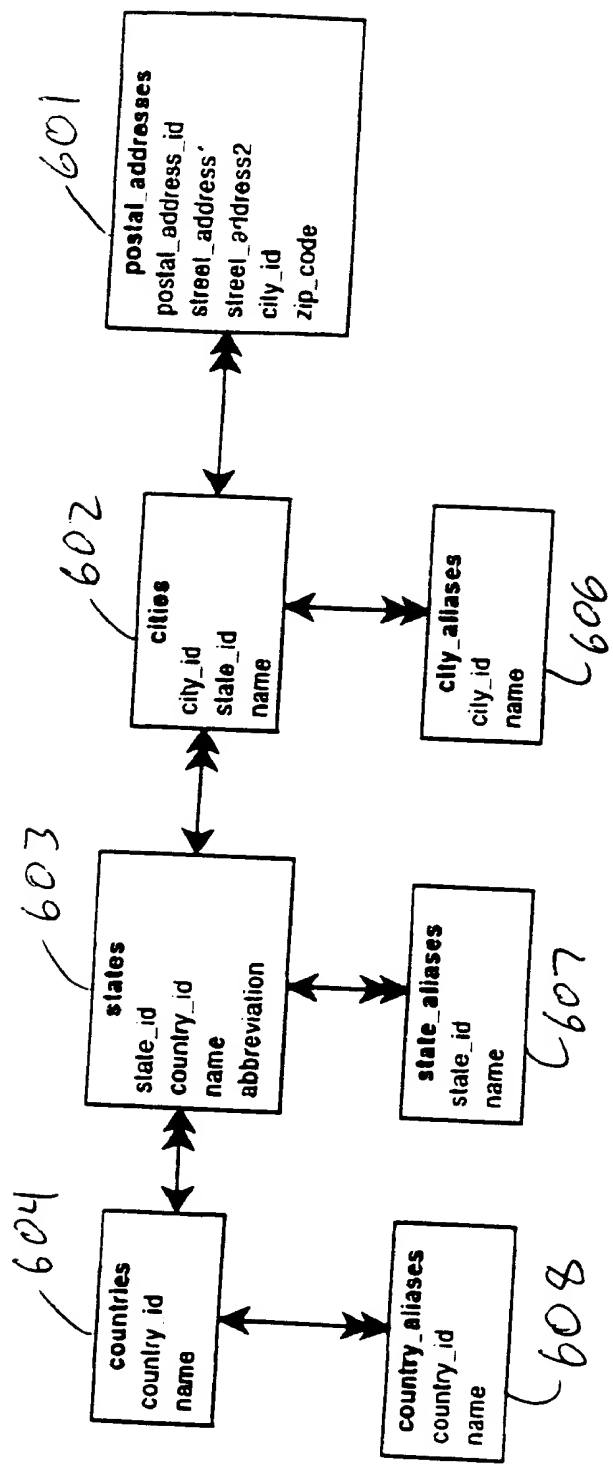 604
countries
country_id
name
603
states
state_id
country_id
name
abbreviation
602
cities
city_id
state_id
name
601
postal_addresses
postal_address_id
street_address'
street_address2
city_id
zip_code
country_aliases
country_id
name
608
state_aliases
state_id
name
607
city_aliases
city_id
name
606